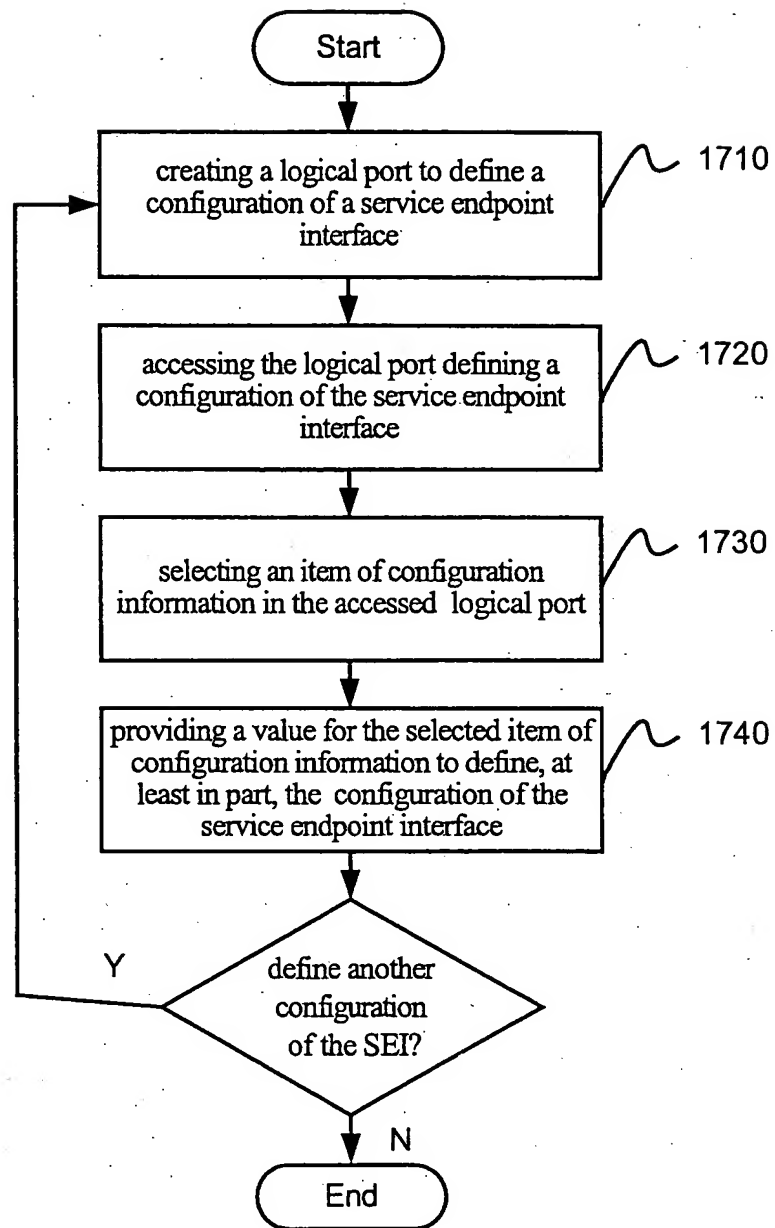 Start
creating a logical port to define a
configuration of a service endpoint
interface
1710
accessing the logical port defining a
configuration of the service endpoint
interface
1720
selecting an item of configuration
information in the accessed logical port
1730
providing a value for the selected item of
configuration information to define, at
least in part, the configuration of the
service endpoint interface
1740
define another
configuration
of the SEI?
Y
N
End